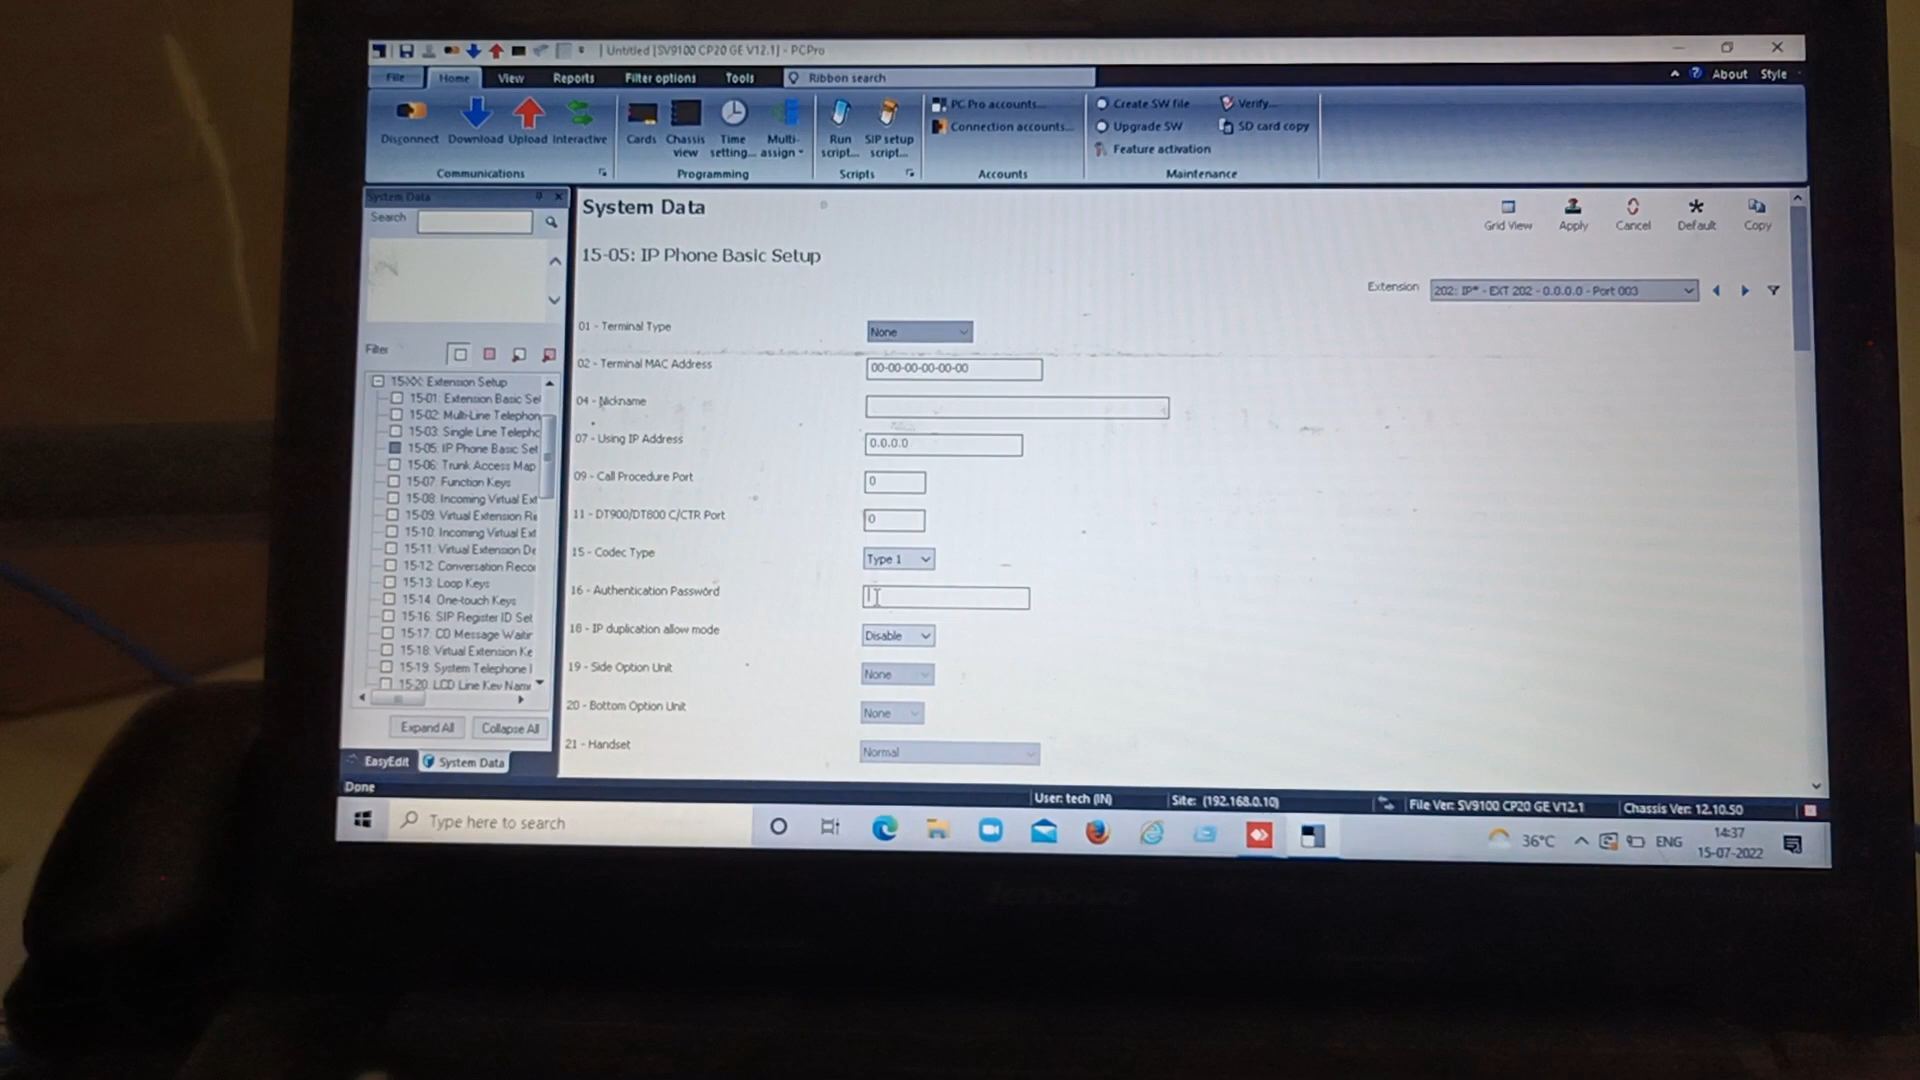 Untitled [SV9100 CP20 GE V12.1] - PCPro
File Home View Reports Filter options Tools Ribbon search About Style
Disconnect Download Upload Interactive
Communications
Cards Chassis view Time setting... Multi-assign
Programming
Run script... SIP setup script...
Scripts
PC Pro accounts...
Connection accounts...
Accounts
Create SW file Verify...
Upgrade SW SD card copy
Feature activation
Maintenance
System Data
Search
Filter
15-XX: Extension Setup
15-01: Extension Basic Set
15-02: Multi-Line Telephon
15-03: Single Line Telepho
15-05: IP Phone Basic Set
15-06: Trunk Access Map
15-07: Function Keys
15-08: Incoming Virtual Ext
15-09: Virtual Extension Ri
15-10: Incoming Virtual Ext
15-11: Virtual Extension De
15-12: Conversation Recor
15-13: Loop Keys
15-14: One-touch Keys
15-16: SIP Register ID Set
15-17: CO Message Waitir
15-18: Virtual Extension Ke
15-19: System Telephone
15-20: LCD Line Key Name
Expand All Collapse All
EasyEdit System Data
System Data
Grid View Apply Cancel Default Copy
15-05: IP Phone Basic Setup
Extension 202: IP* - EXT 202 - 0.0.0.0 - Port 003
01 - Terminal Type None
02 - Terminal MAC Address 00-00-00-00-00-00
04 - Nickname
07 - Using IP Address 0.0.0.0
09 - Call Procedure Port 0
11 - DT900/DT800 C/CTR Port 0
15 - Codec Type Type 1
16 - Authentication Password
18 - IP duplication allow mode Disable
19 - Side Option Unit None
20 - Bottom Option Unit None
21 - Handset Normal
Done User: tech (IN) Site: (192.168.0.10) File Ver: SV9100 CP20 GE V12.1 Chassis Ver: 12.10.50
Type here to search 36°C ENG 14:37
15-07-2022